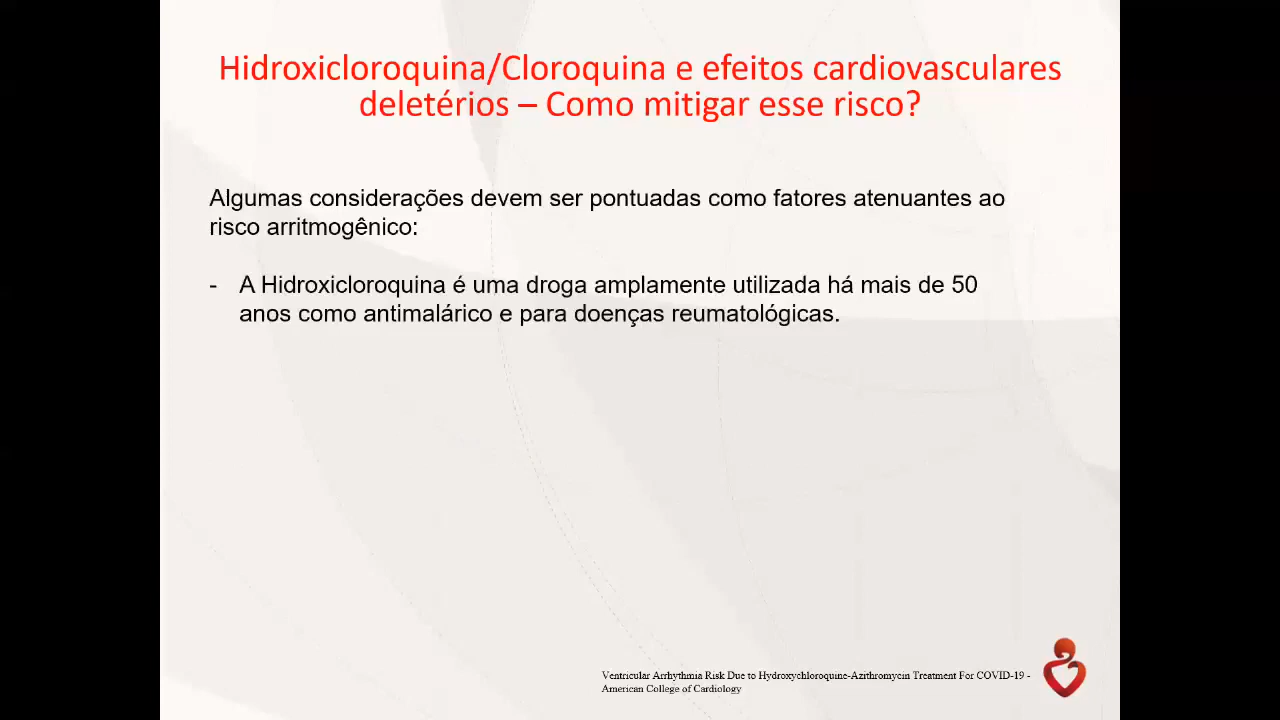 Hidroxicloroquina/Cloroquina e efeitos cardiovasculares
deletérios – Como mitigar esse risco?
Algumas considerações devem ser pontuadas como fatores atenuantes ao
risco arritmogênico:
- A Hidroxicloroquina é uma droga amplamente utilizada há mais de 50
anos como antimalárico e para doenças reumatológicas.
Ventricular Arrhythmia Risk Due to Hydroxychloroquine-Azithromycin Treatment For COVID-19 -
American College of Cardiology